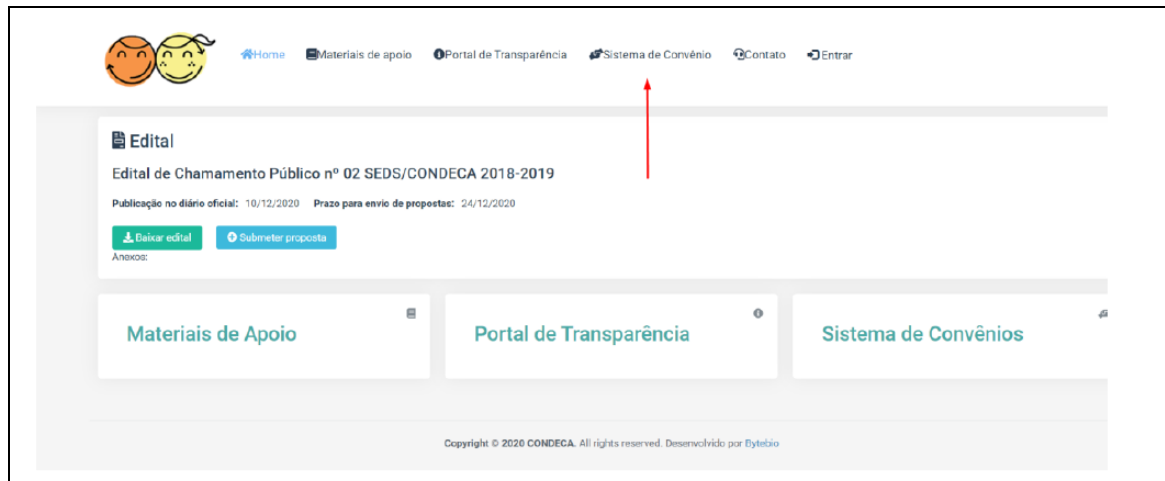 Home Materiais de apoio Portal de Transparência Sistema de Convênio Contato Entrar
Edital
Edital de Chamamento Público nº 02 SEDS/CONDECA 2018-2019
Publicação no diário oficial: 10/12/2020 Prazo para envio de propostas: 24/12/2020
Baixar edital Submeter proposta
Anexos:
Materiais de Apoio Portal de Transparência Sistema de Convênios
Copyright © 2020 CONDECA. All rights reserved. Desenvolvido por Bytebio